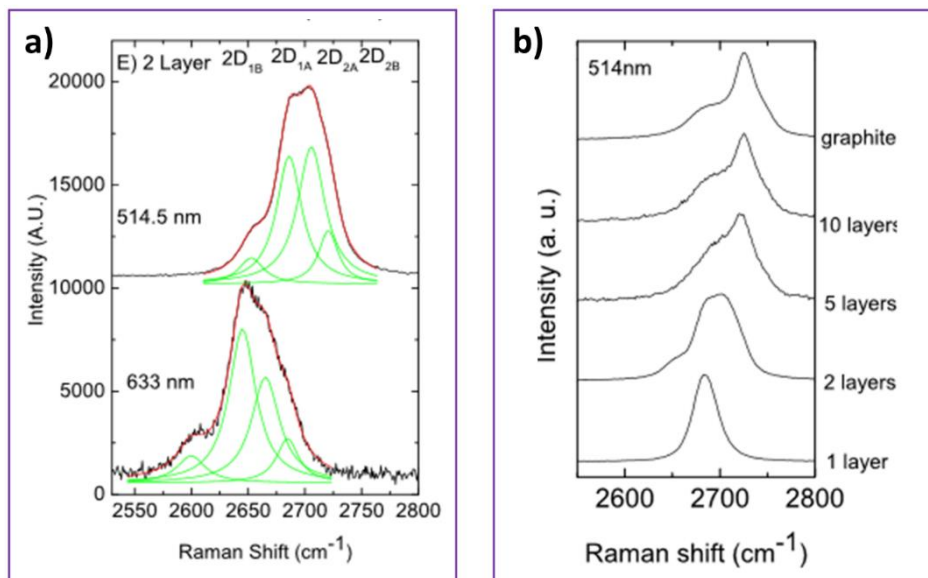 a)
E) 2 Layer 2D1B 2D1A 2D2A 2D2B
20000
15000
10000
5000
0
514.5 nm
633 nm
Intensity (A.U.)
2550 2600 2650 2700 2750 2800
Raman Shift (cm-1)
b)
514nm
graphite
10 layers
5 layers
2 layers
1 layer
Intensity (a. u.)
2600 2700 2800
Raman shift (cm-1)